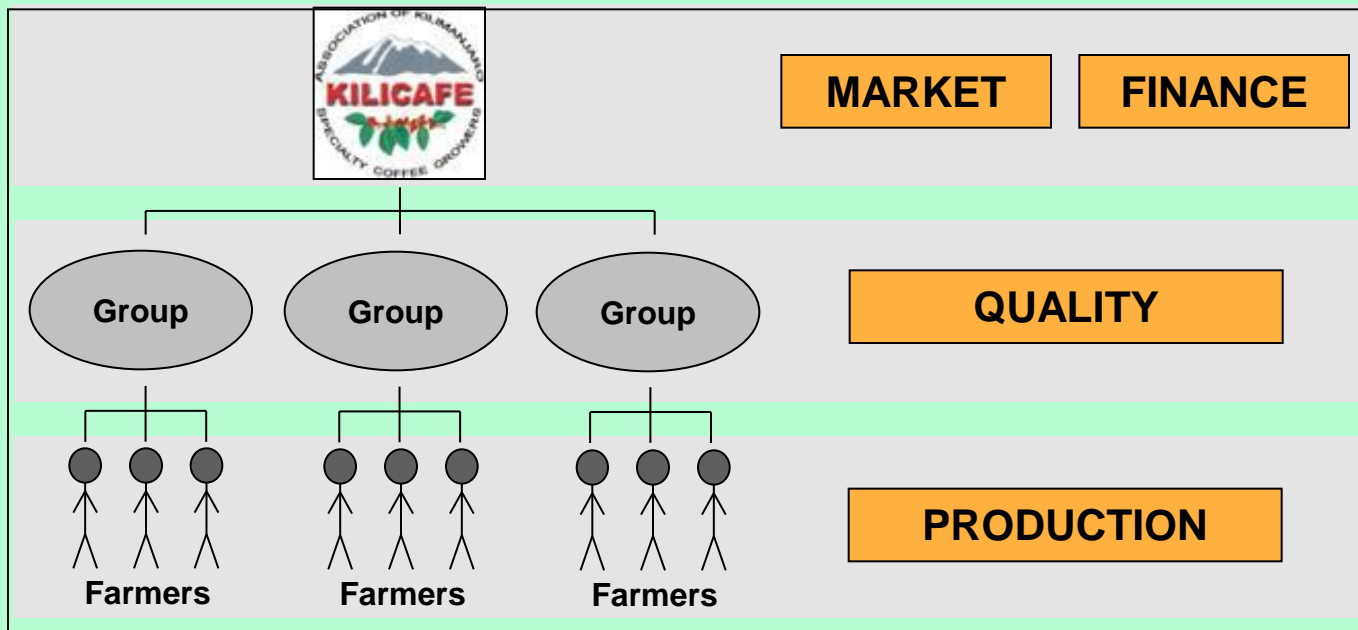 ASSOCIATION OF KILIMANJARO
KILICAFE
SPECIALTY COFFEE GROWERS
MARKET FINANCE
Group Group Group
QUALITY
PRODUCTION
Farmers Farmers Farmers